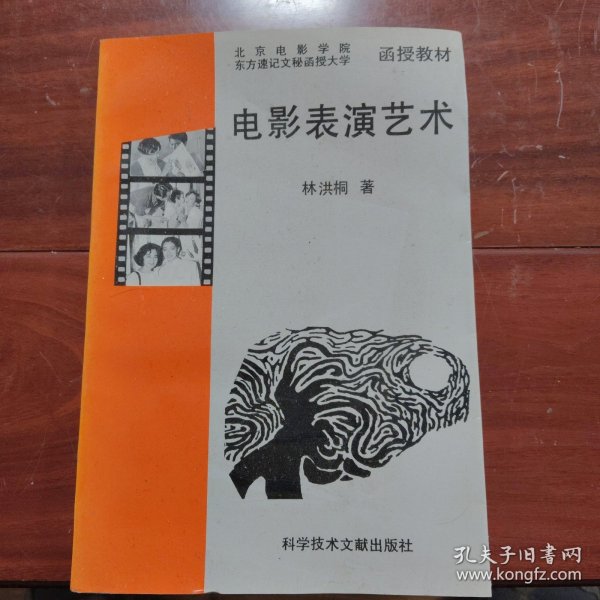 北京电影学院
东方速记文秘函授大学
函授教材
电影表演艺术
林洪桐 著
科学技术文献出版社
孔夫子旧书网
www.kongfz.com